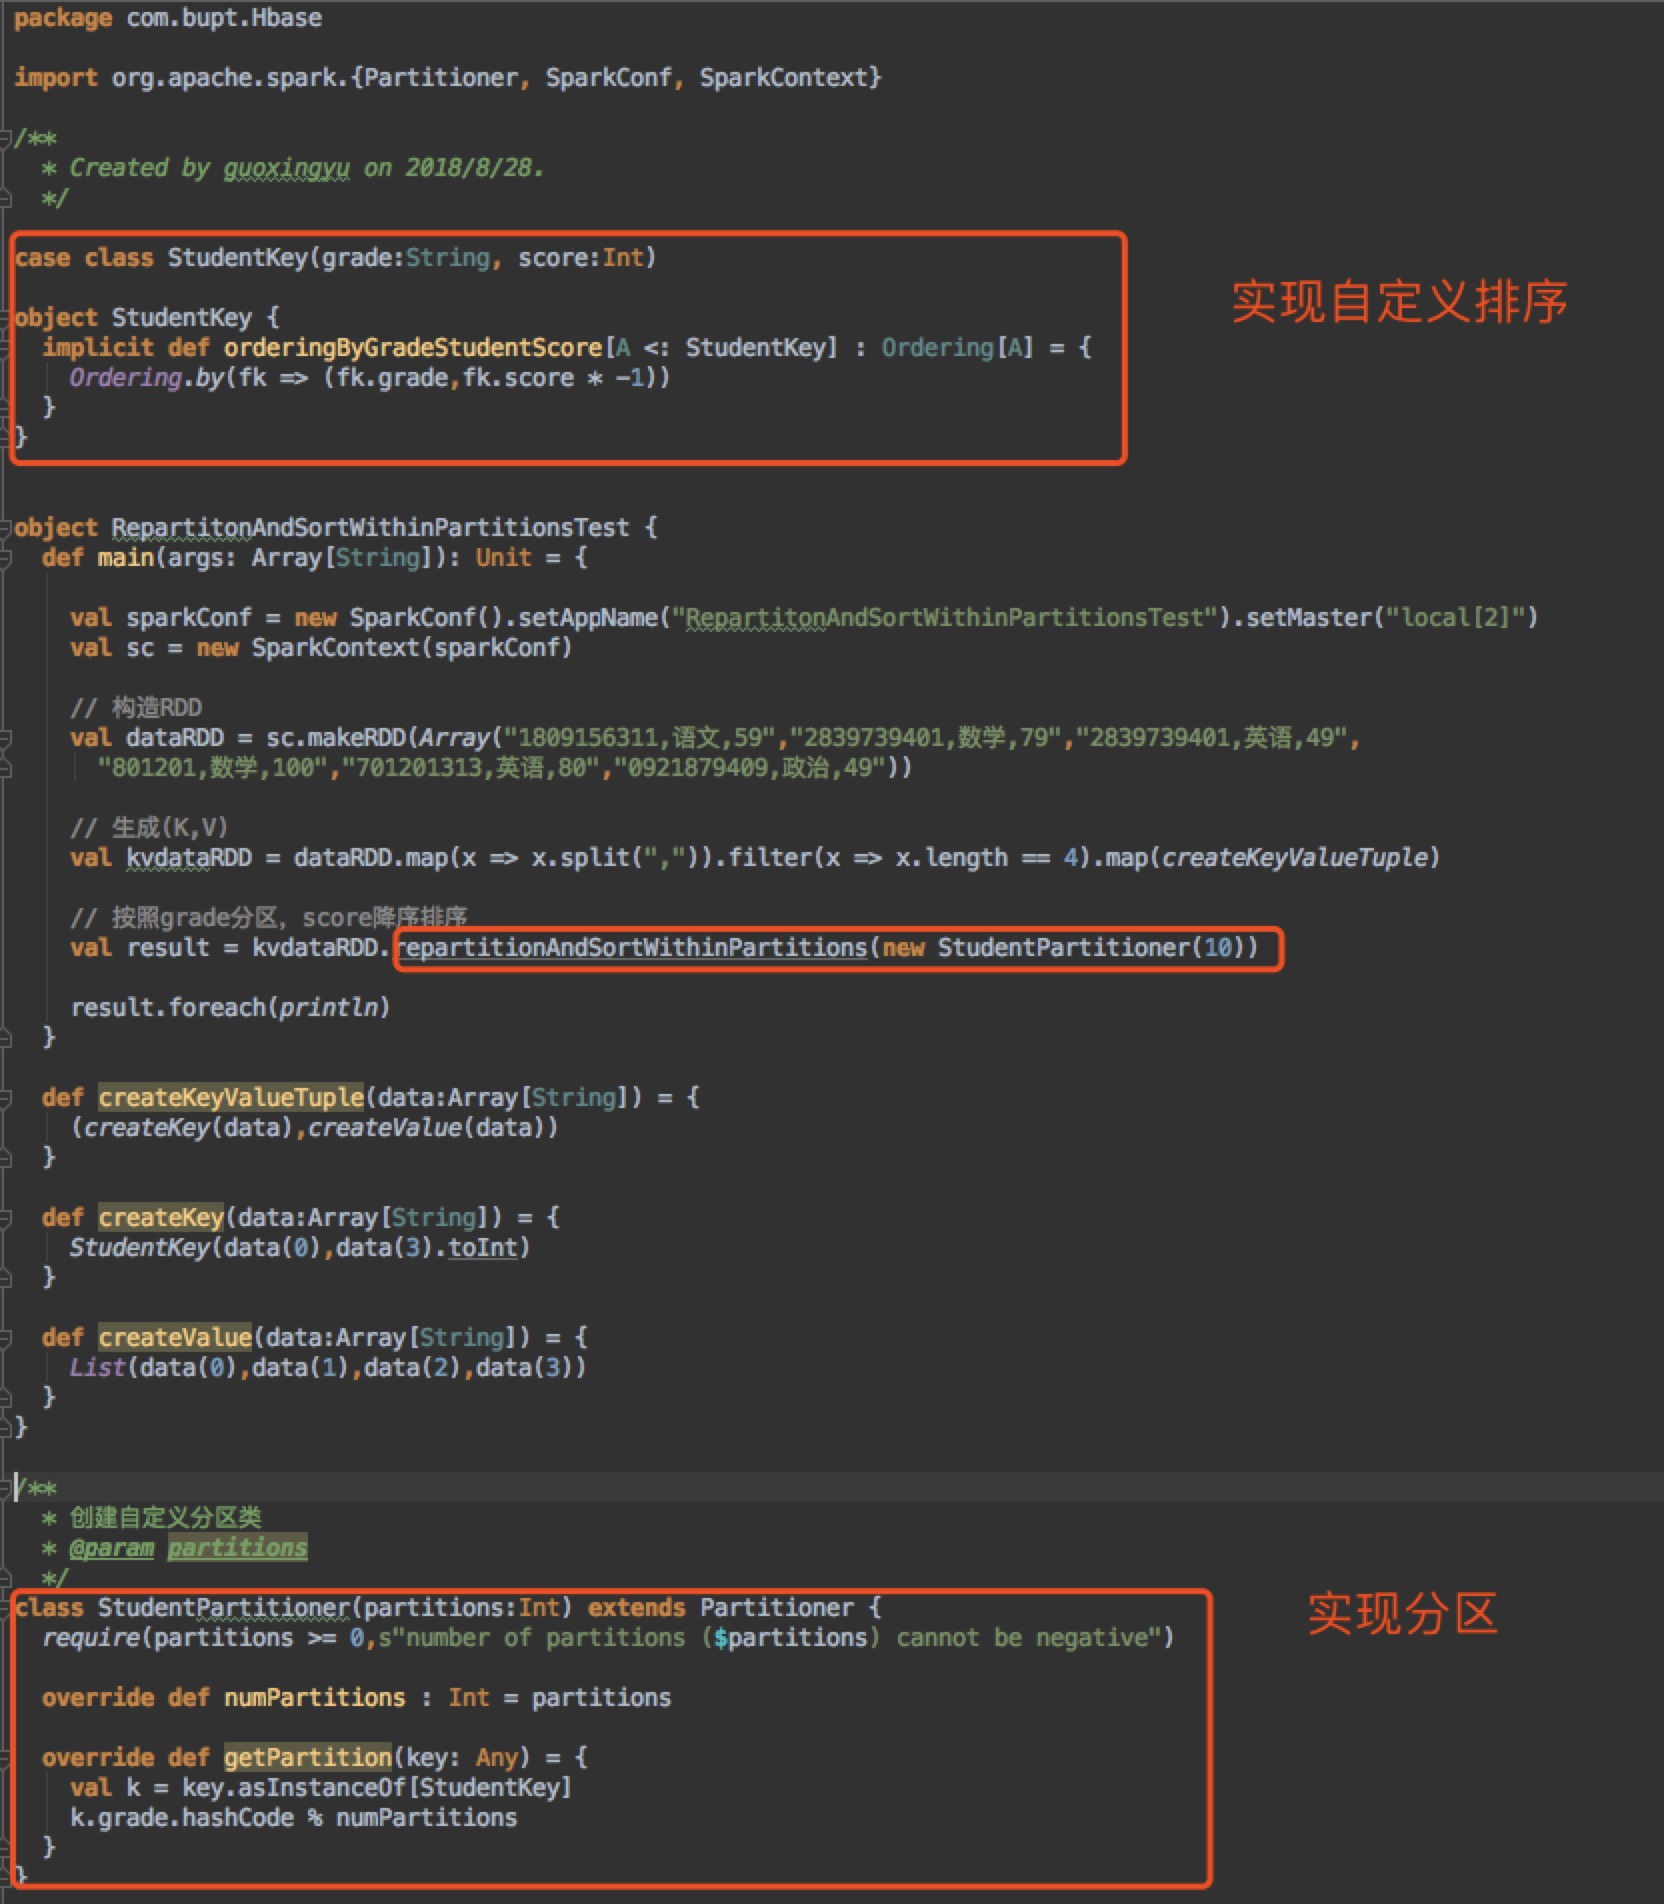 package com.bupt.Hbase
import org.apache.spark.{Partitioner, SparkConf, SparkContext}
/**
* Created by guoxingyu on 2018/8/28.
*/
case class StudentKey(grade:String, score:Int)
实现自定义排序
object StudentKey {
implicit def orderingByGradeStudentScore[A <: StudentKey] : Ordering[A] = {
Ordering.by(fk => (fk.grade,fk.score * -1))
}
}
object RepartitonAndSortWithinPartitionsTest {
def main(args: Array[String]): Unit = {
val sparkConf = new SparkConf().setAppName("RepartitonAndSortWithinPartitionsTest").setMaster("local[2]")
val sc = new SparkContext(sparkConf)
// 构造RDD
val dataRDD = sc.makeRDD(Array("1809156311,语文,59","2839739401,数学,79","2839739401,英语,49",
"801201,数学,100","701201313,英语,80","0921879409,政治,49"))
// 生成(K,V)
val kvdataRDD = dataRDD.map(x => x.split(",")).filter(x => x.length == 4).map(createKeyValueTuple)
// 按照grade分区，score降序排序
val result = kvdataRDD.repartitionAndSortWithinPartitions(new StudentPartitioner(10))
result.foreach(println)
}
def createKeyValueTuple(data:Array[String]) = {
(createKey(data),createValue(data))
}
def createKey(data:Array[String]) = {
StudentKey(data(0),data(3).toInt)
}
def createValue(data:Array[String]) = {
List(data(0),data(1),data(2),data(3))
}
}
/**
* 创建自定义分区类
* @param partitions
*/
class StudentPartitioner(partitions:Int) extends Partitioner {
实现分区
require(partitions >= 0,s"number of partitions ($partitions) cannot be negative")
override def numPartitions : Int = partitions
override def getPartition(key: Any) = {
val k = key.asInstanceOf[StudentKey]
k.grade.hashCode % numPartitions
}
}